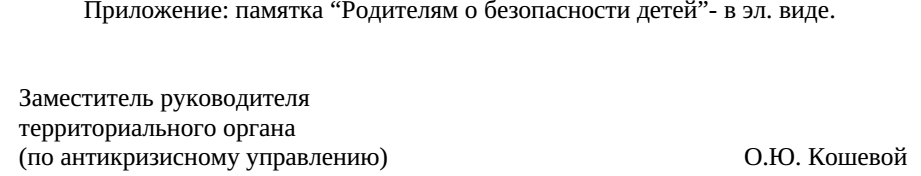 Приложение: памятка “Родителям о безопасности детей”- в эл. виде.
Заместитель руководителя
территориального органа
(по антикризисному управлению) О.Ю. Кошевой